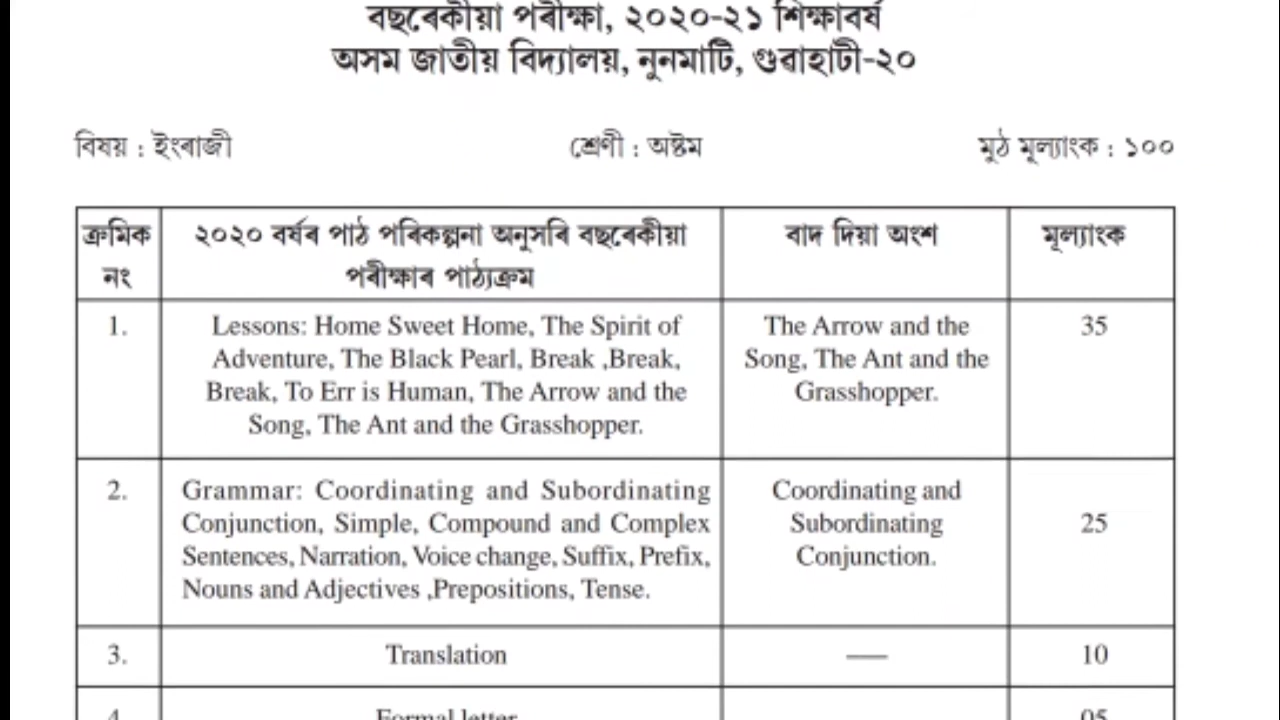 বছৰেকীয়া পৰীক্ষা, ২০২০-২১ শিক্ষাবৰ্ষ
অসম জাতীয় বিদ্যালয়, নুনমাটি, গুৱাহাটী-২০
বিষয় : ইংৰাজী শ্ৰেণী : অষ্টম মুঠ মূল্যাংক : ১০০
ক্ৰমিক নং
২০২০ বৰ্ষৰ পাঠ পৰিকল্পনা অনুসৰি বছৰেকীয়া
পৰীক্ষাৰ পাঠ্যক্ৰম
বাদ দিয়া অংশ
মূল্যাংক
1.
Lessons: Home Sweet Home, The Spirit of
Adventure, The Black Pearl, Break ,Break,
Break, To Err is Human, The Arrow and the
Song, The Ant and the Grasshopper.
The Arrow and the
Song, The Ant and the
Grasshopper.
35
2.
Grammar: Coordinating and Subordinating
Conjunction, Simple, Compound and Complex
Sentences, Narration, Voice change, Suffix, Prefix,
Nouns and Adjectives ,Prepositions, Tense.
Coordinating and
Subordinating
Conjunction.
25
3.
Translation
—
10
4.
Formal letter
05